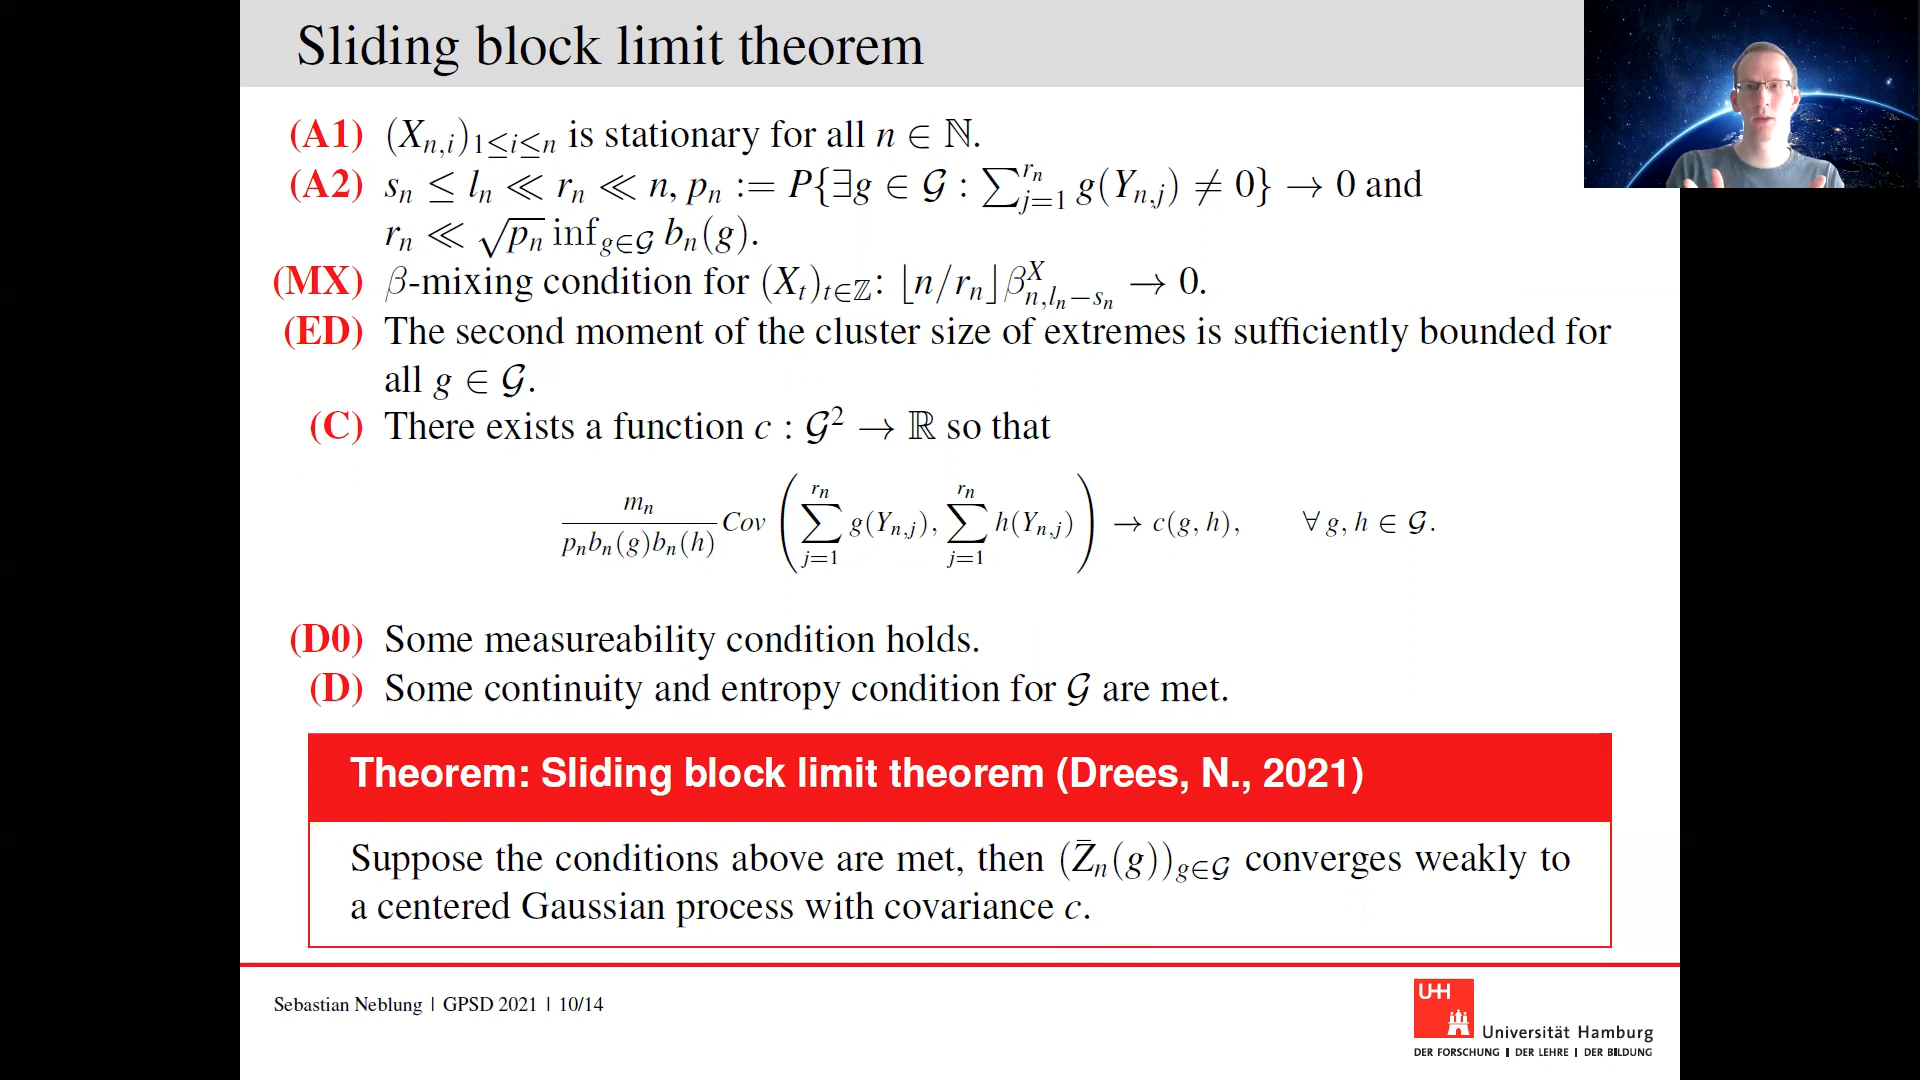 Sliding block limit theorem
(A1) (X_{n,i})_{1≤i≤n} is stationary for all n ∈ ℕ.
(A2) s_n ≤ l_n ≪ r_n ≪ n, p_n := P{∃g ∈ 𝒢 : ∑_{j=1}^{r_n} g(Y_{n,j}) ≠ 0} → 0 and
r_n ≪ √p_n inf_{g∈𝒢} b_n(g).
(MX) β-mixing condition for (X_t)_{t∈ℤ}: ⌊n/r_n⌋β^X_{n,l_n−s_n} → 0.
(ED) The second moment of the cluster size of extremes is sufficiently bounded for
all g ∈ 𝒢.
(C) There exists a function c : 𝒢² → ℝ so that
m_n / (p_n b_n(g) b_n(h)) Cov (∑_{j=1}^{r_n} g(Y_{n,j}), ∑_{j=1}^{r_n} h(Y_{n,j})) → c(g, h), ∀ g, h ∈ 𝒢.
(D0) Some measureability condition holds.
(D) Some continuity and entropy condition for 𝒢 are met.
Theorem: Sliding block limit theorem (Drees, N., 2021)
Suppose the conditions above are met, then (Z̄_n(g))_{g∈𝒢} converges weakly to
a centered Gaussian process with covariance c.
Sebastian Neblung | GPSD 2021 | 10/14
UHH
Universität Hamburg
DER FORSCHUNG | DER LEHRE | DER BILDUNG